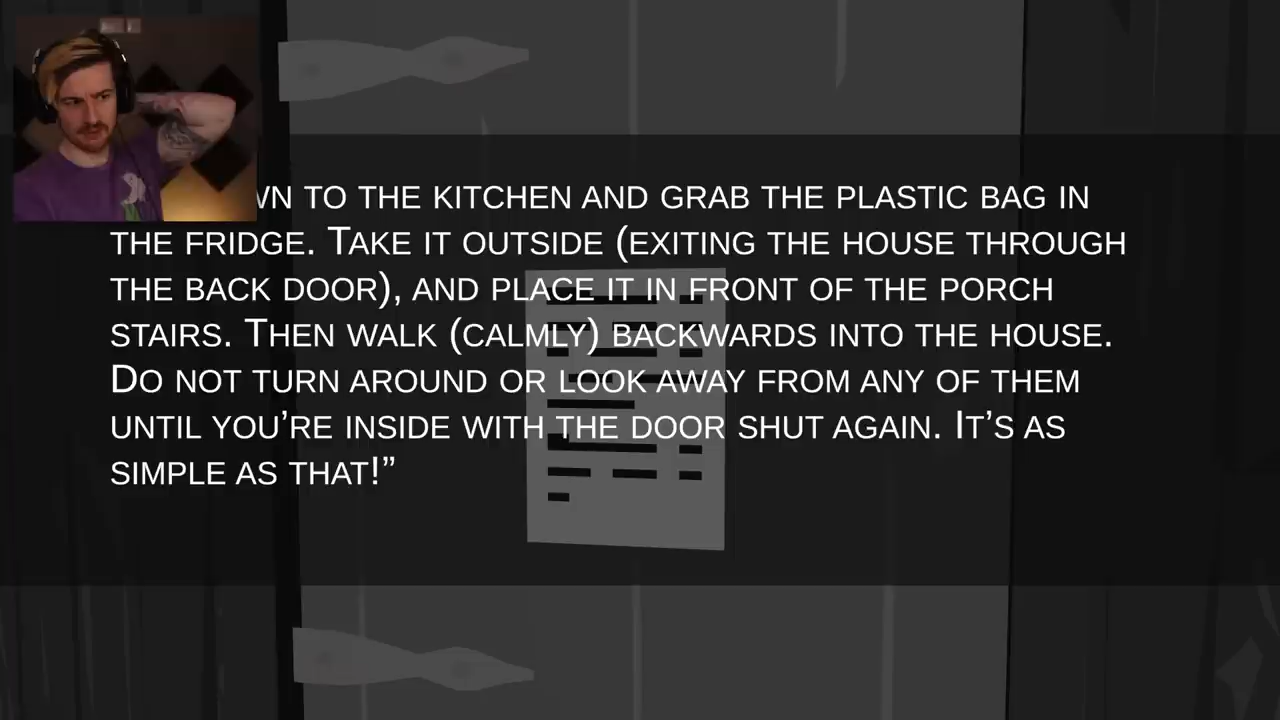 TO THE KITCHEN AND GRAB THE PLASTIC BAG IN
THE FRIDGE. TAKE IT OUTSIDE (EXITING THE HOUSE THROUGH
THE BACK DOOR), AND PLACE IT IN FRONT OF THE PORCH
STAIRS. THEN WALK (CALMLY) BACKWARDS INTO THE HOUSE.
DO NOT TURN AROUND OR LOOK AWAY FROM ANY OF THEM
UNTIL YOU’RE INSIDE WITH THE DOOR SHUT AGAIN. IT’S AS
SIMPLE AS THAT!”